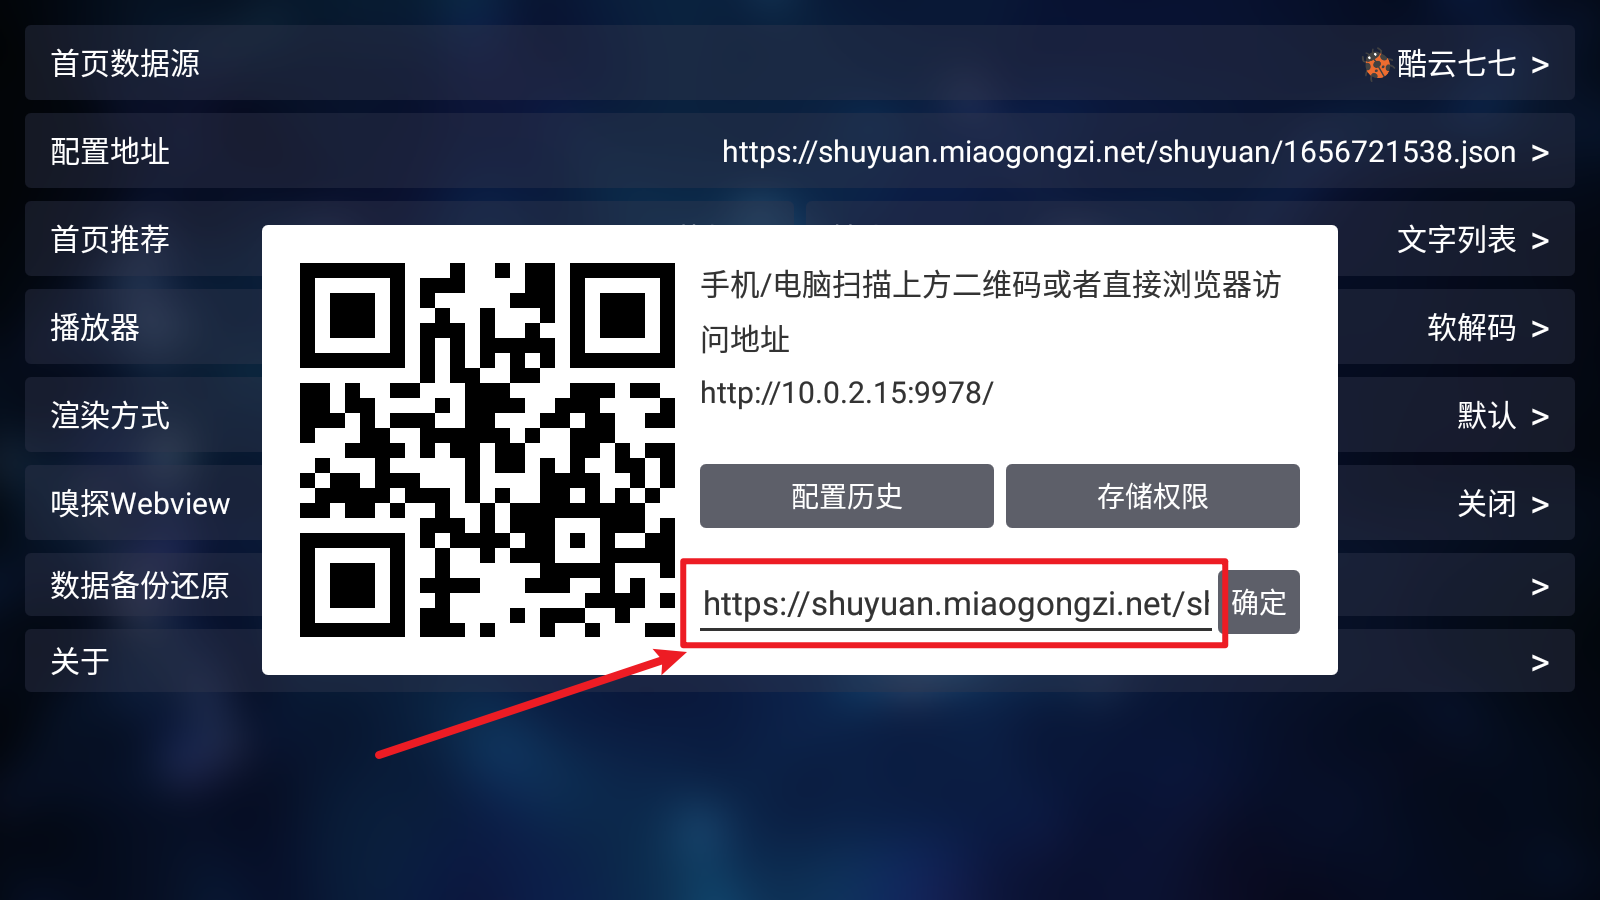 首页数据源
酷云七七 >
配置地址
https://shuyuan.miaogongzi.net/shuyuan/1656721538.json >
首页推荐
文字列表 >
手机/电脑扫描上方二维码或者直接浏览器访
问地址
http://10.0.2.15:9978/
播放器
软解码 >
渲染方式
默认 >
配置历史
存储权限
嗅探Webview
关闭 >
数据备份还原
>
https://shuyuan.miaogongzi.net/sh
确定
关于
>